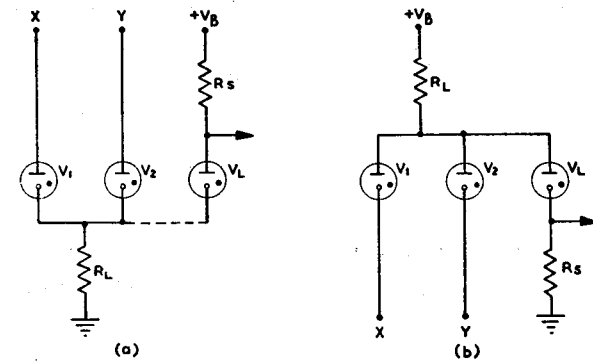 X Y +VB
RS
V1 V2 VL
RL
(a)
+VB
RL
V1 V2 VL
RS
X Y
(b)